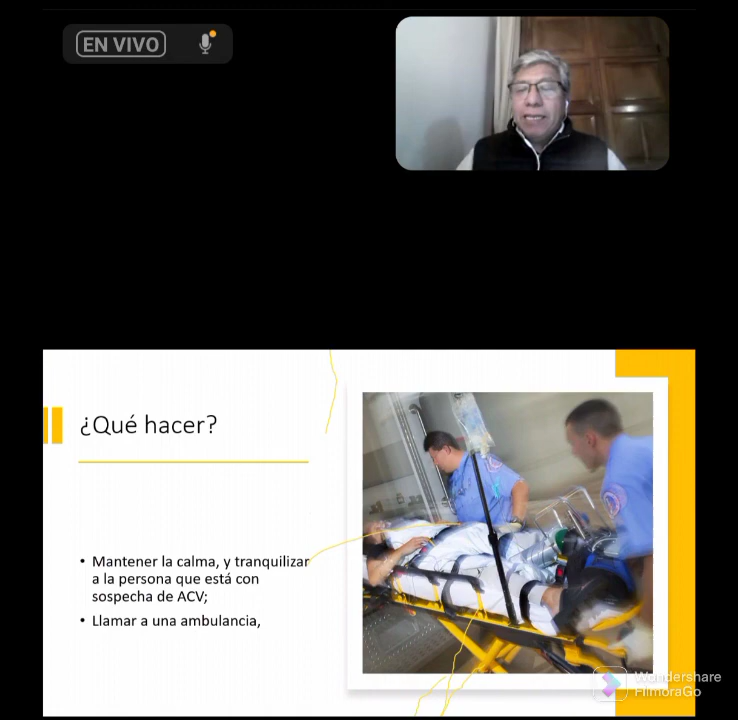 EN VIVO
¿Qué hacer?
• Mantener la calma, y tranquilizar
a la persona que está con
sospecha de ACV;
• Llamar a una ambulancia,
Wondershare
FilmoraGo